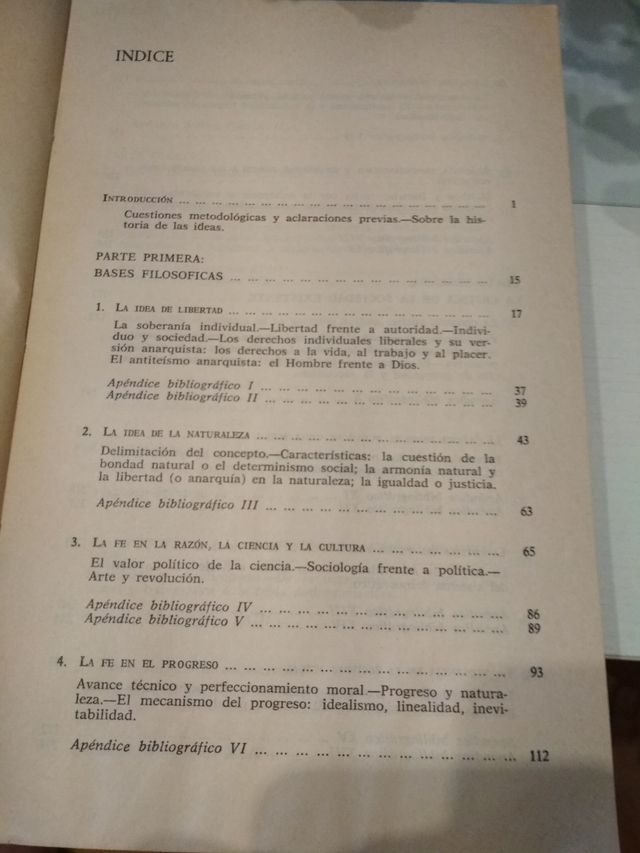 INDICE
INTRODUCCIÓN ... ... ... ... ... ... ... ... ... ... ... ... ... ... ... ... 1
Cuestiones metodológicas y aclaraciones previas.—Sobre la his-
toria de las ideas.
PARTE PRIMERA:
BASES FILOSOFICAS ... ... ... ... ... ... ... ... ... ... ... ... ... 15
1. LA IDEA DE LIBERTAD ... ... ... ... ... ... ... ... ... ... ... ... 17
La soberanía individual.—Libertad frente a autoridad.—Indivi-
duo y sociedad.—Los derechos individuales liberales y su ver-
sión anarquista: los derechos a la vida, al trabajo y al placer.
El antiteísmo anarquista: el Hombre frente a Dios.
Apéndice bibliográfico I ... ... ... ... ... ... ... ... ... ... ... 37
Apéndice bibliográfico II ... ... ... ... ... ... ... ... ... ... ... 39
2. LA IDEA DE LA NATURALEZA ... ... ... ... ... ... ... ... ... ... ... 43
Delimitación del concepto.—Características: la cuestión de la
bondad natural o el determinismo social; la armonía natural y
la libertad (o anarquía) en la naturaleza; la igualdad o justicia.
Apéndice bibliográfico III ... ... ... ... ... ... ... ... ... ... ... 63
3. LA FE EN LA RAZÓN, LA CIENCIA Y LA CULTURA ... ... ... ... ... ... 65
El valor político de la ciencia.—Sociología frente a política.—
Arte y revolución.
Apéndice bibliográfico IV ... ... ... ... ... ... ... ... ... ... ... 86
Apéndice bibliográfico V ... ... ... ... ... ... ... ... ... ... ... 89
4. LA FE EN EL PROGRESO ... ... ... ... ... ... ... ... ... ... ... ... 93
Avance técnico y perfeccionamiento moral.—Progreso y natura-
leza.—El mecanismo del progreso: idealismo, linealidad, inevi-
tabilidad.
Apéndice bibliográfico VI ... ... ... ... ... ... ... ... ... ... ... 112